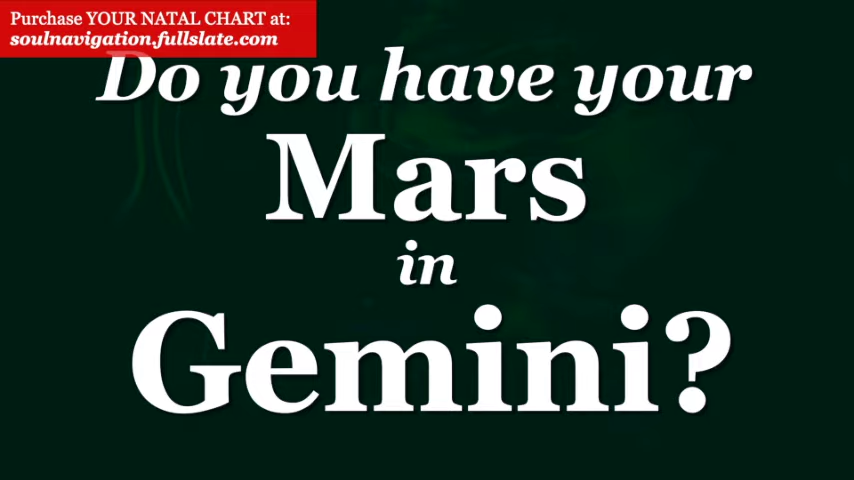 Purchase YOUR NATAL CHART at:
soulnavigation.fullslate.com
Do you have your
Mars
in
Gemini?